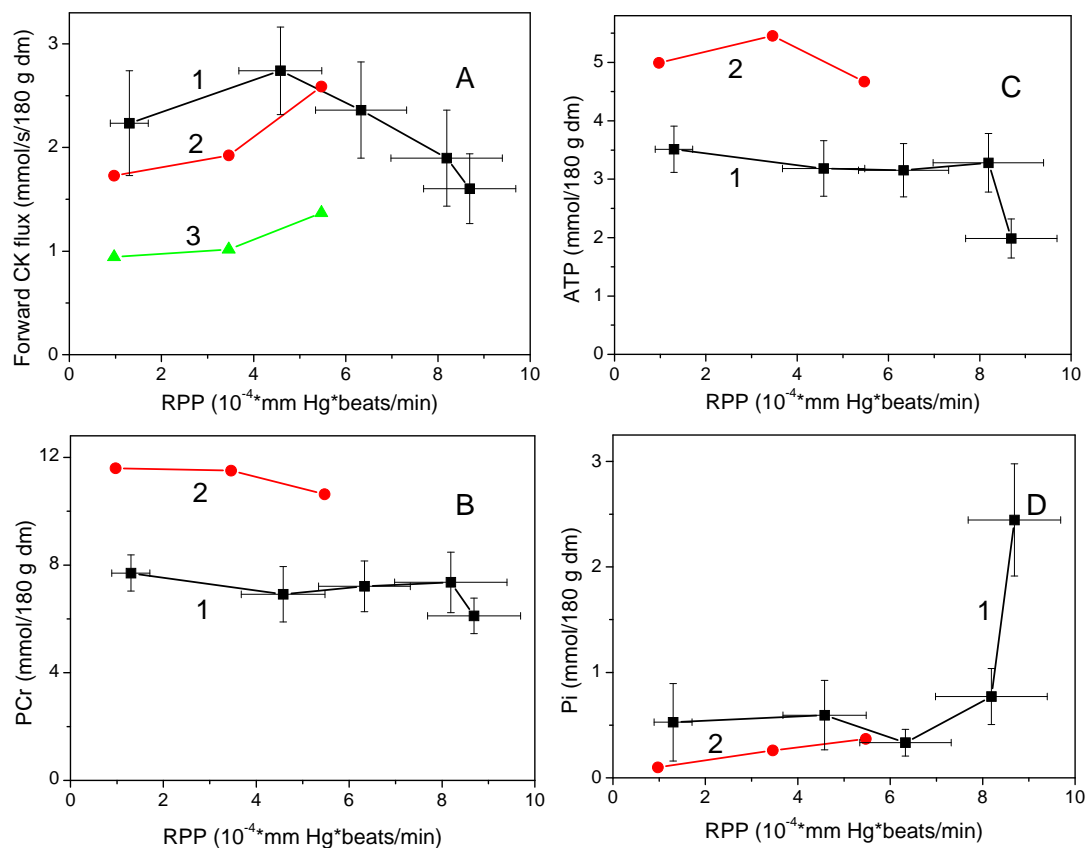 Forward CK flux (mmol/s/180 g dm)
3
2
1
0
1
2
3
A
0 2 4 6 8 10
RPP (10⁻⁴*mm Hg*beats/min)
ATP (mmol/180 g dm)
5
4
3
2
1
0
2
1
C
0 2 4 6 8 10
RPP (10⁻⁴*mm Hg*beats/min)
PCr (mmol/180 g dm)
12
8
4
0
2
1
B
0 2 4 6 8 10
RPP (10⁻⁴*mm Hg*beats/min)
Pi (mmol/180 g dm)
3
2
1
0
D
1
2
0 2 4 6 8 10
RPP (10⁻⁴*mm Hg*beats/min)